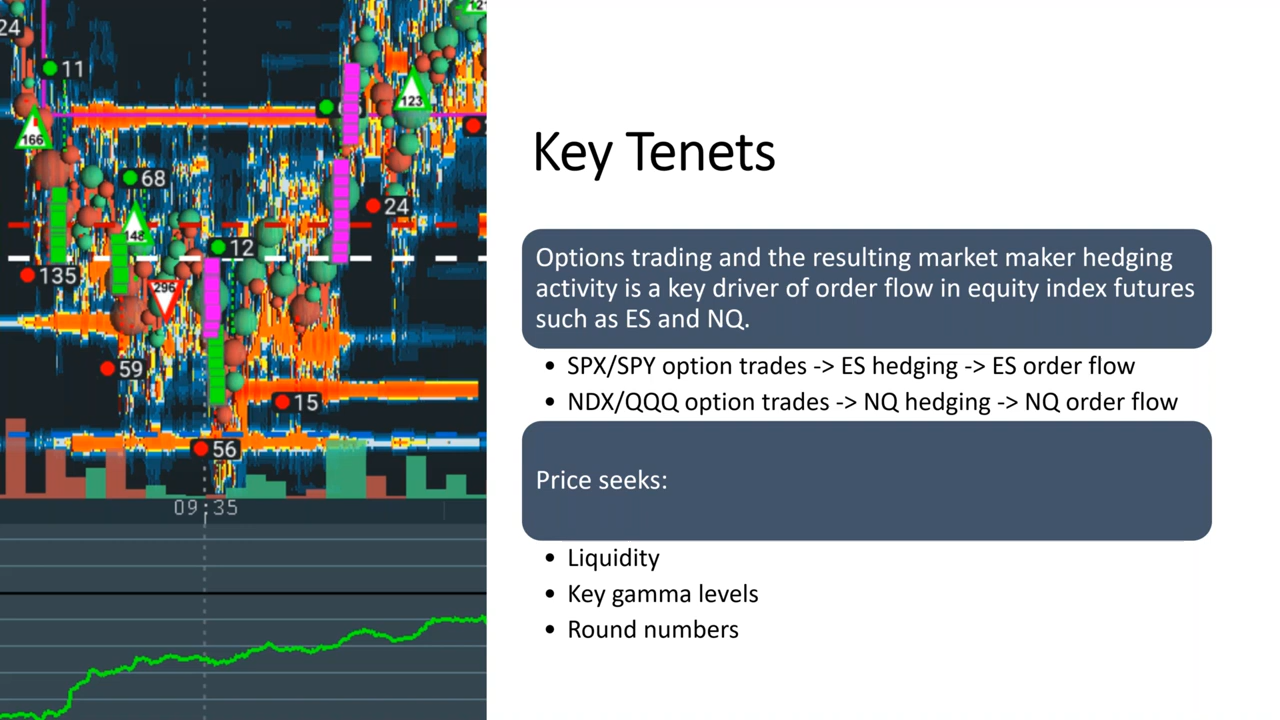 24
121
11
123
166
68
24
148
12
135
296
59
15
56
09:35
Key Tenets
Options trading and the resulting market maker hedging
activity is a key driver of order flow in equity index futures
such as ES and NQ.
• SPX/SPY option trades -> ES hedging -> ES order flow
• NDX/QQQ option trades -> NQ hedging -> NQ order flow
Price seeks:
• Liquidity
• Key gamma levels
• Round numbers